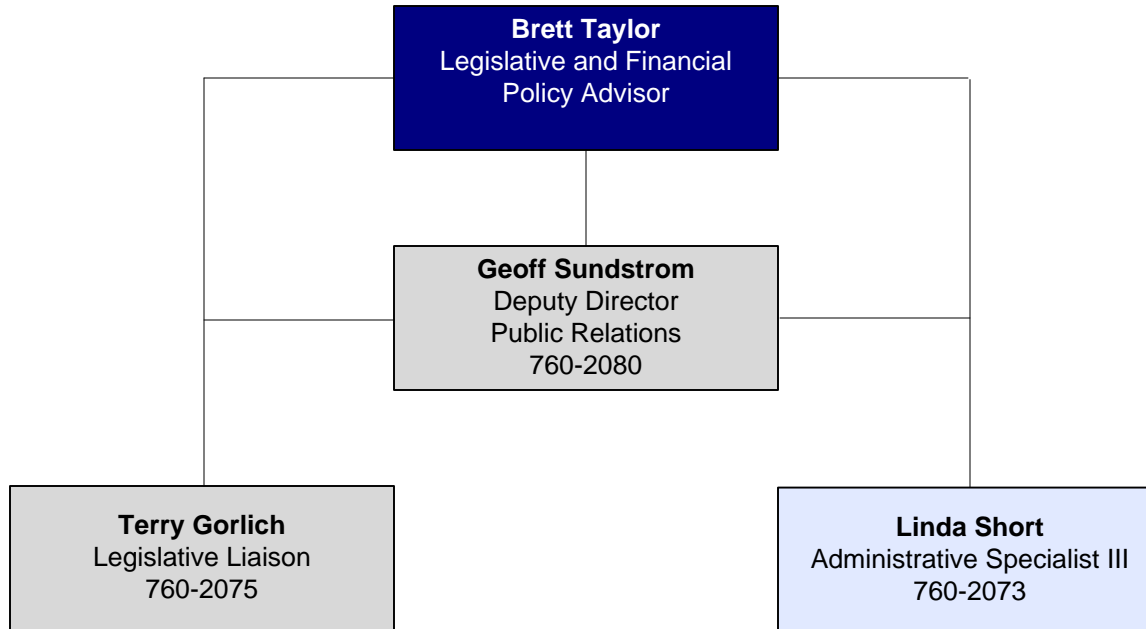 Brett Taylor
Legislative and Financial
Policy Advisor
Geoff Sundstrom
Deputy Director
Public Relations
760-2080
Terry Gorlich
Legislative Liaison
760-2075
Linda Short
Administrative Specialist III
760-2073